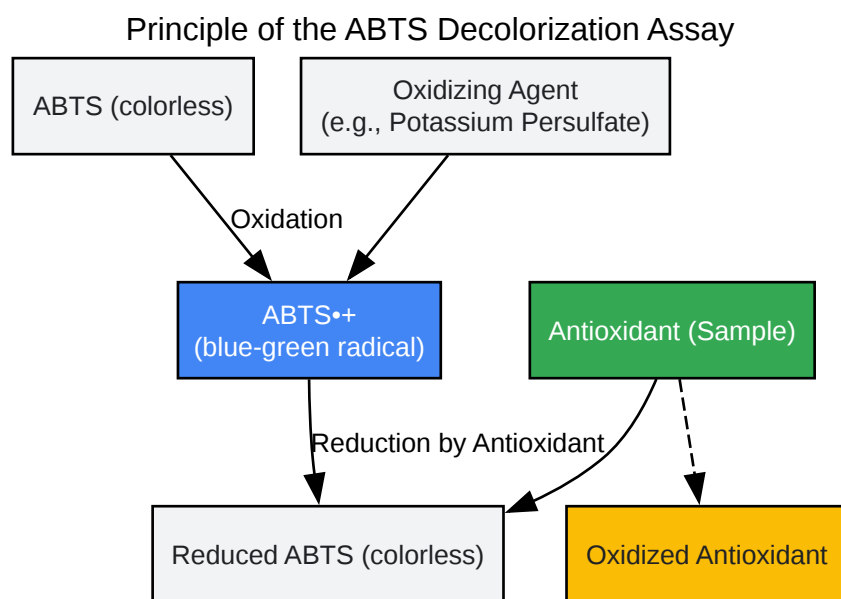 Principle of the ABTS Decolorization Assay
ABTS (colorless)
Oxidizing Agent
(e.g., Potassium Persulfate)
Oxidation
ABTS•+
(blue-green radical)
Antioxidant (Sample)
Reduction by Antioxidant
Reduced ABTS (colorless)
Oxidized Antioxidant